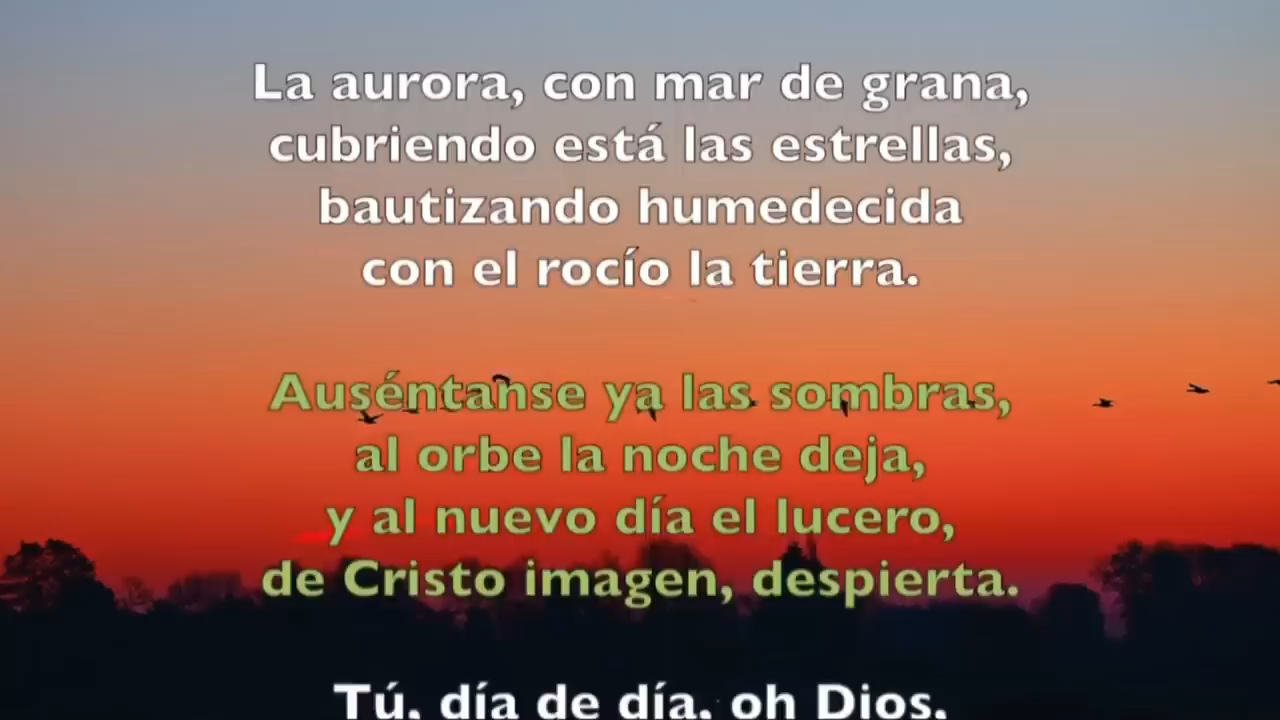 La aurora, con mar de grana,
cubriendo está las estrellas,
bautizando humedecida
con el rocío la tierra.
Auséntanse ya las sombras,
al orbe la noche deja,
y al nuevo día el lucero,
de Cristo imagen, despierta.
Tú, día de día, oh Dios,